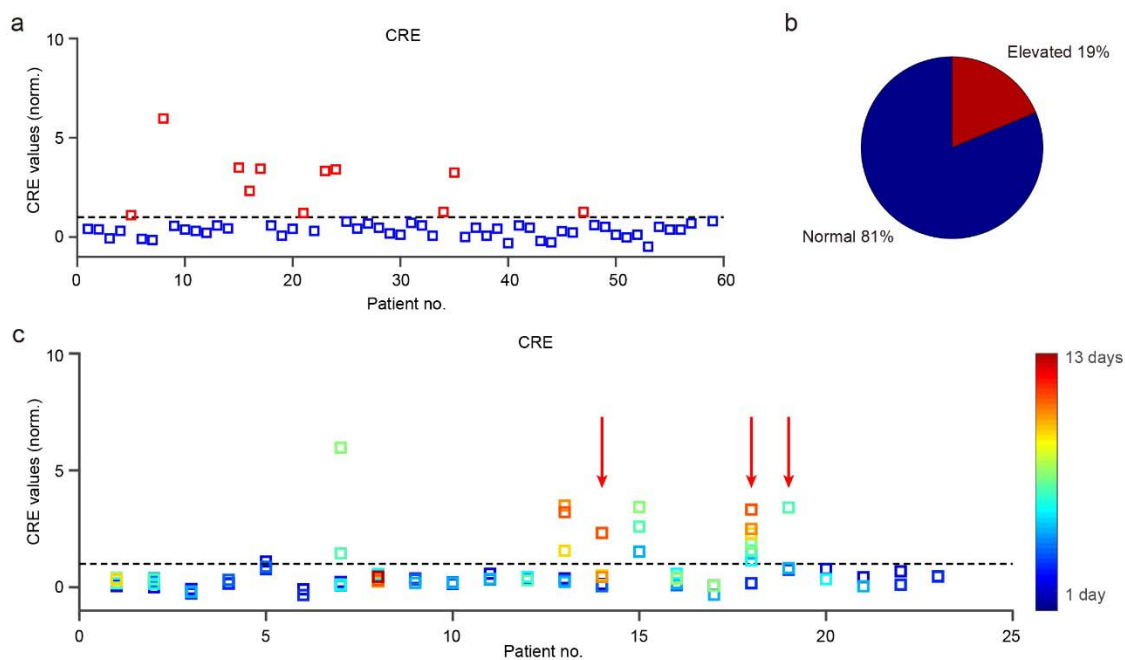 a
CRE
10
5
0
CRE values (norm.)
0 10 20 30 40 50 60
Patient no.
b
Elevated 19%
Normal 81%
c
CRE
10
5
0
CRE values (norm.)
0 5 10 15 20 25
Patient no.
13 days
1 day